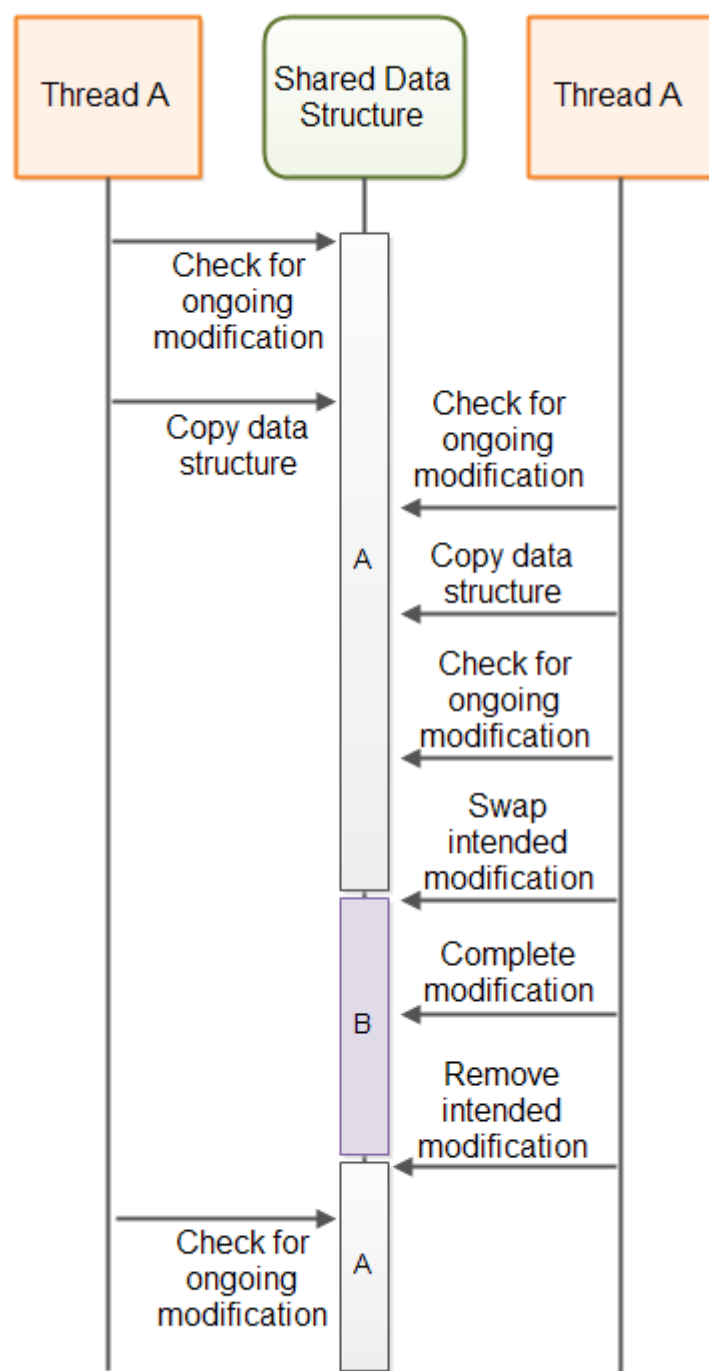 Thread A
Shared Data
Structure
Thread A
Check for
ongoing
modification
Copy data
structure
Check for
ongoing
modification
A
Copy data
structure
Check for
ongoing
modification
Swap
intended
modification
Complete
modification
B
Remove
intended
modification
Check for
ongoing
modification
A